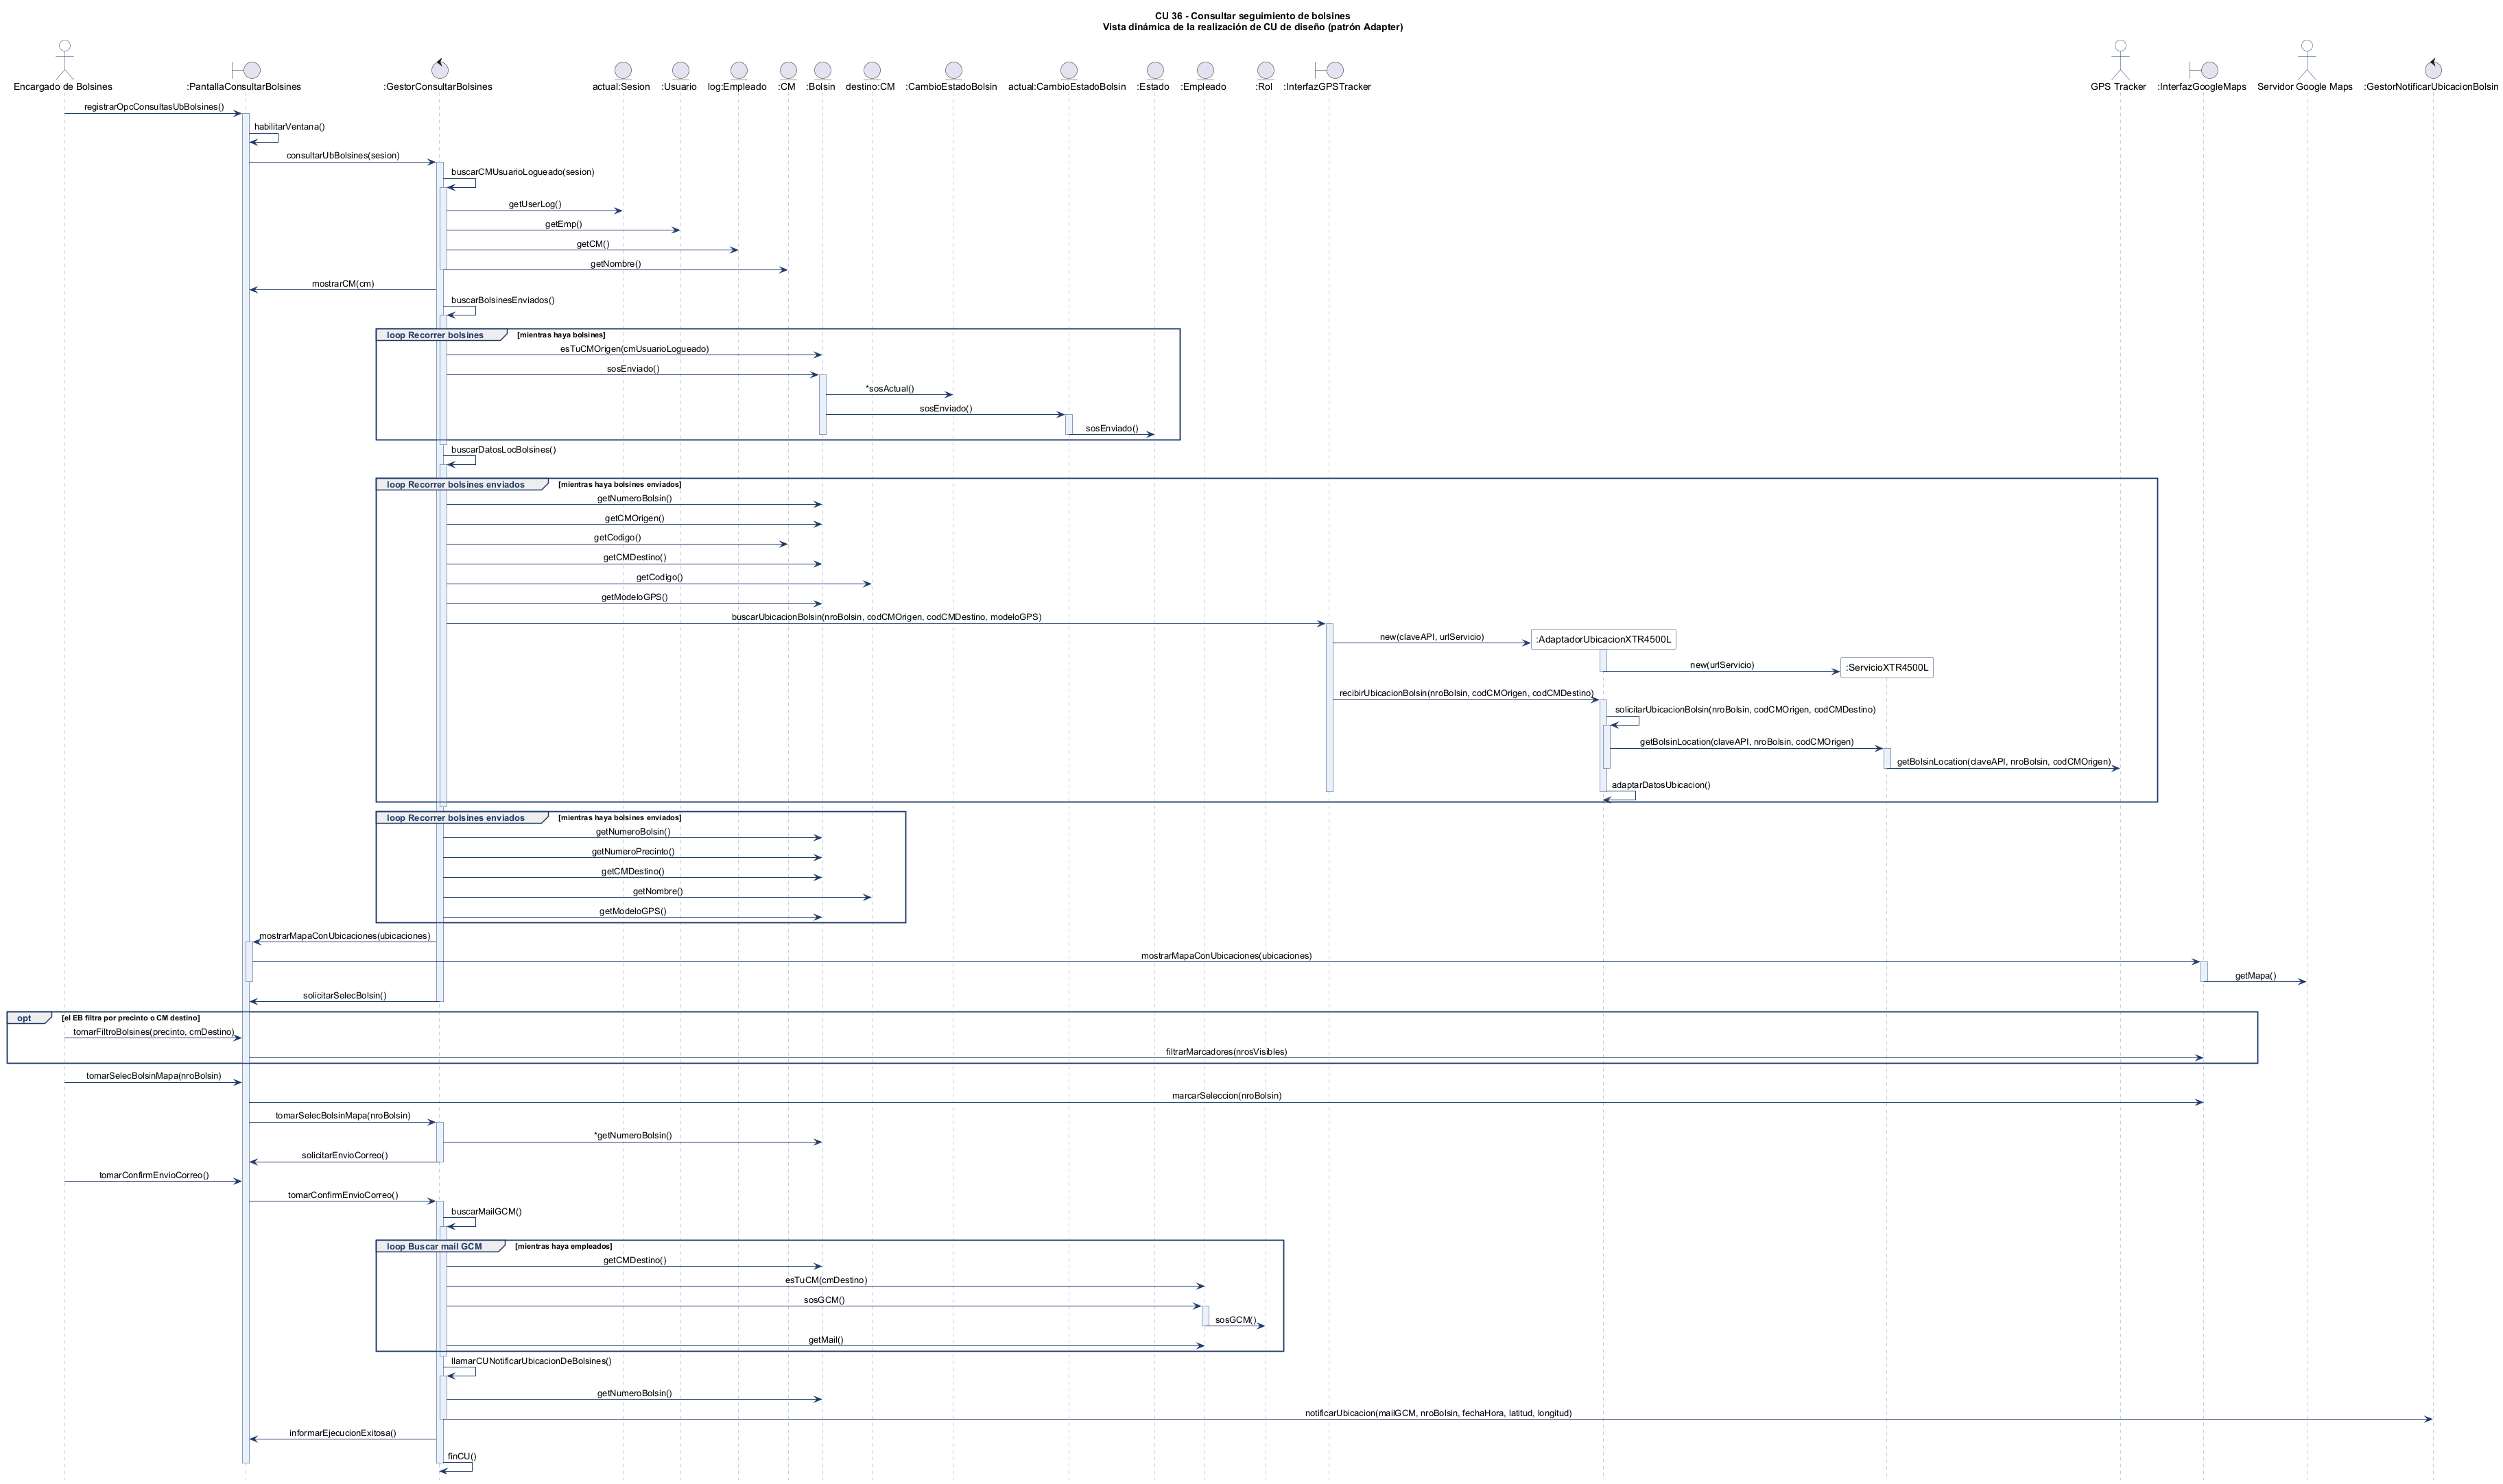 CU 36 - Consultar seguimiento de bolsines
Vista dinámica de la realización de CU de diseño (patrón Adapter)
Encargado de Bolsines
:PantallaConsultarBolsines
:GestorConsultarBolsines
actual:Sesion
:Usuario
log:Empleado
:CM
:Bolsin
destino:CM
:CambioEstadoBolsin
actual:CambioEstadoBolsin
:Estado
:Empleado
:Rol
:InterfazGPSTracker
GPS Tracker
:InterfazGoogleMaps
Servidor Google Maps
:GestorNotificarUbicacionBolsin
registrarOpcConsultasUbBolsines()
habilitarVentana()
consultarUbBolsines(sesion)
buscarCMUsuarioLogueado(sesion)
getUserLog()
getEmp()
getCM()
getNombre()
mostrarCM(cm)
buscarBolsinesEnviados()
loop Recorrer bolsines [mientras haya bolsines]
esTuCMOrigen(cmUsuarioLogueado)
sosEnviado()
*sosActual()
sosEnviado()
sosEnviado()
buscarDatosLocBolsines()
loop Recorrer bolsines enviados [mientras haya bolsines enviados]
getNumeroBolsin()
getCMOrigen()
getCodigo()
getCMDestino()
getCodigo()
getModeloGPS()
buscarUbicacionBolsin(nroBolsin, codCMOrigen, codCMDestino, modeloGPS)
new(claveAPI, urlServicio)
:AdaptadorUbicacionXTR4500L
new(urlServicio)
:ServicioXTR4500L
recibirUbicacionBolsin(nroBolsin, codCMOrigen, codCMDestino)
solicitarUbicacionBolsin(nroBolsin, codCMOrigen, codCMDestino)
getBolsinLocation(claveAPI, nroBolsin, codCMOrigen)
getBolsinLocation(claveAPI, nroBolsin, codCMOrigen)
adaptarDatosUbicacion()
loop Recorrer bolsines enviados [mientras haya bolsines enviados]
getNumeroBolsin()
getNumeroPrecinto()
getCMDestino()
getNombre()
getModeloGPS()
mostrarMapaConUbicaciones(ubicaciones)
mostrarMapaConUbicaciones(ubicaciones)
getMapa()
solicitarSelecBolsin()
opt [el EB filtra por precinto o CM destino]
tomarFiltroBolsines(precinto, cmDestino)
filtrarMarcadores(nrosVisibles)
tomarSelecBolsinMapa(nroBolsin)
marcarSeleccion(nroBolsin)
tomarSelecBolsinMapa(nroBolsin)
*getNumeroBolsin()
solicitarEnvioCorreo()
tomarConfirmEnvioCorreo()
tomarConfirmEnvioCorreo()
buscarMailGCM()
loop Buscar mail GCM [mientras haya empleados]
getCMDestino()
esTuCM(cmDestino)
sosGCM()
sosGCM()
getMail()
llamarCUNotificarUbicacionDeBolsines()
getNumeroBolsin()
notificarUbicacion(mailGCM, nroBolsin, fechaHora, latitud, longitud)
informarEjecucionExitosa()
finCU()